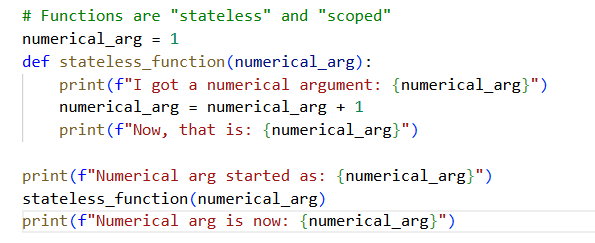 # Functions are "stateless" and "scoped"
numerical_arg = 1
def stateless_function(numerical_arg):
    print(f"I got a numerical argument: {numerical_arg}")
    numerical_arg = numerical_arg + 1
    print(f"Now, that is: {numerical_arg}")

print(f"Numerical arg started as: {numerical_arg}")
stateless_function(numerical_arg)
print(f"Numerical arg is now: {numerical_arg}")